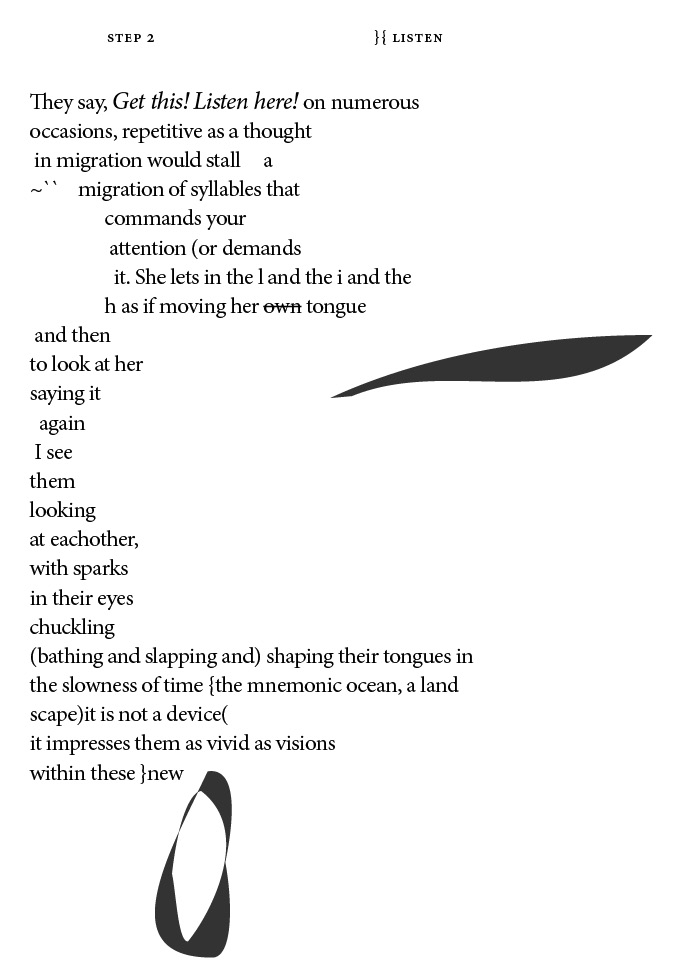 STEP 2 }{ LISTEN
They say, Get this! Listen here! on numerous
occasions, repetitive as a thought
in migration would stall a
~`` migration of syllables that
commands your
attention (or demands
it. She lets in the l and the i and the
h as if moving her own tongue
and then
to look at her
saying it
again
I see
them
looking
at eachother,
with sparks
in their eyes
chuckling
(bathing and slapping and) shaping their tongues in
the slowness of time {the mnemonic ocean, a land
scape)it is not a device(
it impresses them as vivid as visions
within these }new